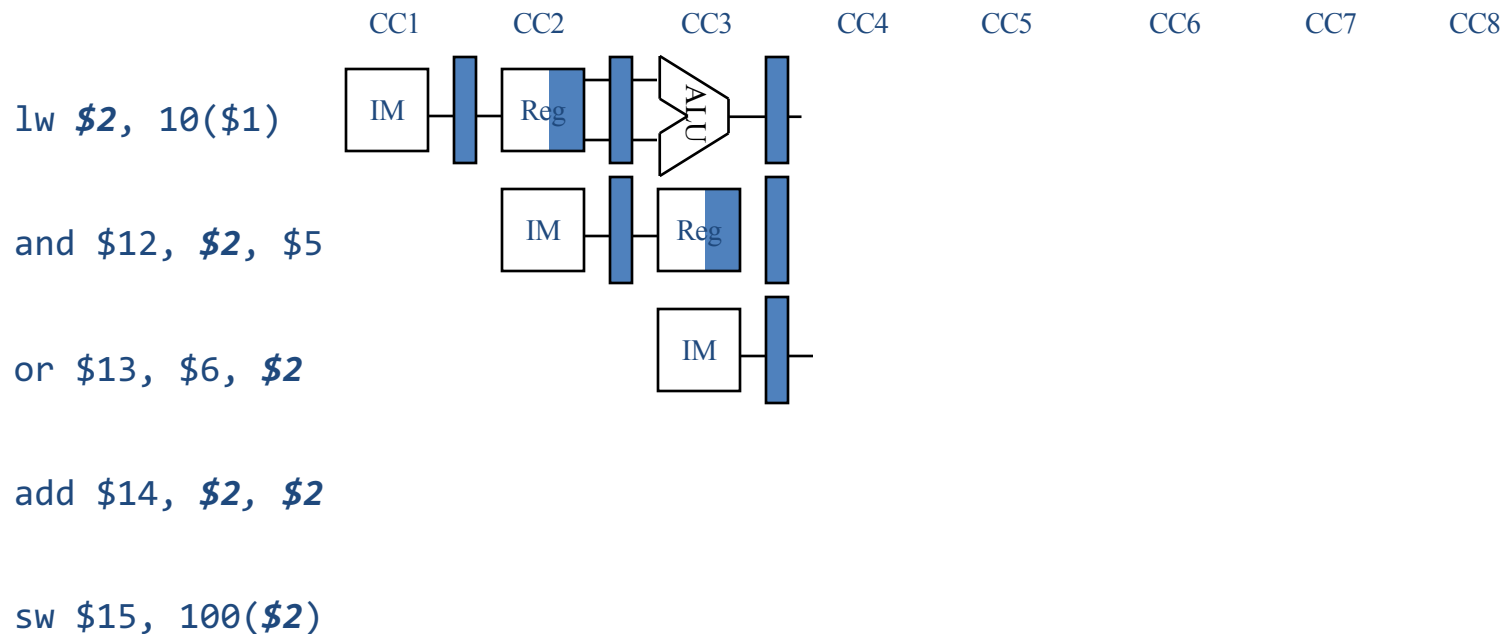 CC1 CC2 CC3 CC4 CC5 CC6 CC7 CC8
lw $2, 10($1) IM Reg ALU
and $12, $2, $5 IM Reg
or $13, $6, $2 IM
add $14, $2, $2
sw $15, 100($2)